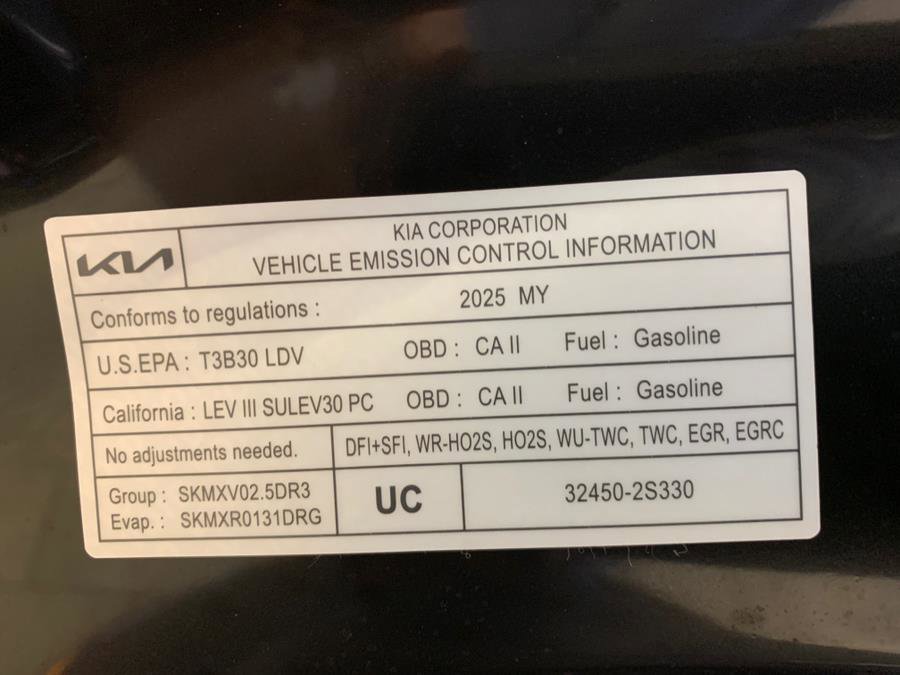 KIA
KIA CORPORATION
VEHICLE EMISSION CONTROL INFORMATION
Conforms to regulations : 2025 MY
U.S.EPA : T3B30 LDV OBD : CA II Fuel : Gasoline
California : LEV III SULEV30 PC OBD : CA II Fuel : Gasoline
No adjustments needed. DFI+SFI, WR-HO2S, HO2S, WU-TWC, TWC, EGR, EGRC
Group : SKMXV02.5DR3
Evap. : SKMXR0131DRG
UC
32450-2S330